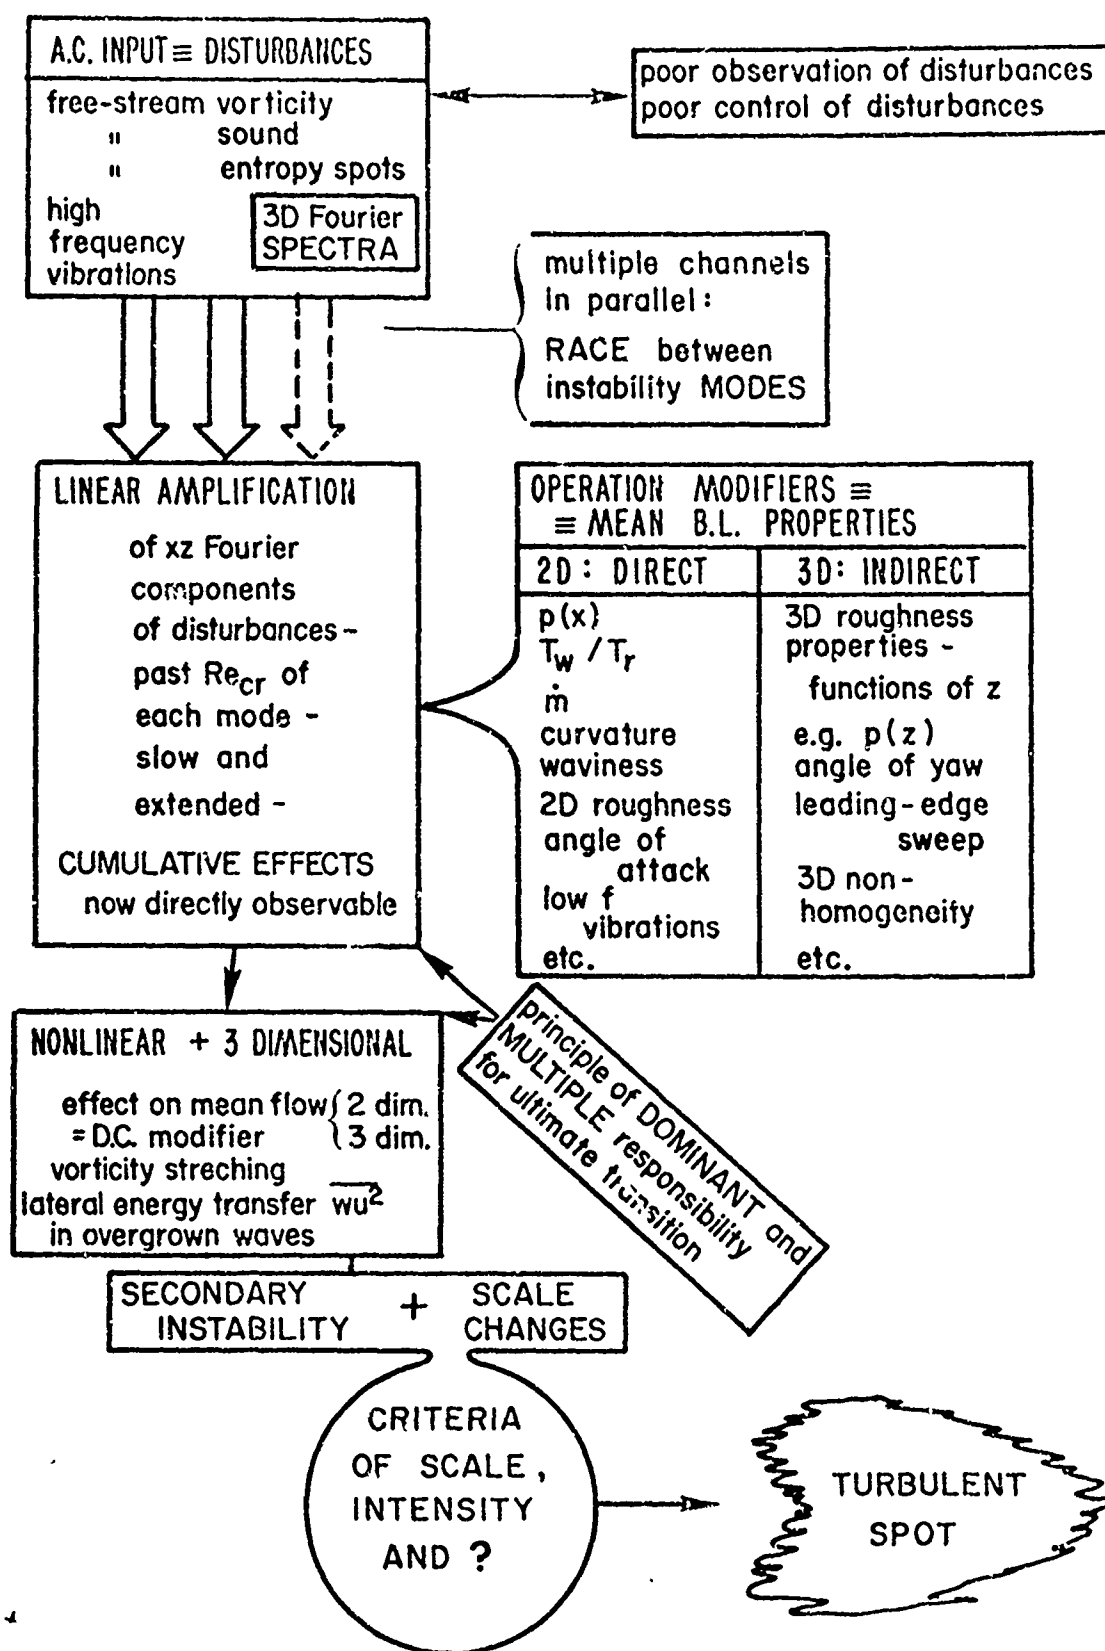 A.C. INPUT ≡ DISTURBANCES
free-stream vorticity
" sound
" entropy spots
high
frequency
vibrations
3D Fourier
SPECTRA
poor observation of disturbances
poor control of disturbances
multiple channels
in parallel:
RACE between
instability MODES
LINEAR AMPLIFICATION
of xz Fourier
components
of disturbances -
past Re_cr of
each mode -
slow and
extended -
CUMULATIVE EFFECTS
now directly observable
OPERATION MODIFIERS ≡
≡ MEAN B.L. PROPERTIES
2D: DIRECT
p(x)
T_w / T_r
ṁ
curvature
waviness
2D roughness
angle of
attack
low f
vibrations
etc.
3D: INDIRECT
3D roughness
properties -
functions of z
e.g. p(z)
angle of yaw
leading-edge
sweep
3D non-
homogeneity
etc.
principle of DOMINANT and
MULTIPLE responsibility
for ultimate transition
NONLINEAR + 3 DIMENSIONAL
effect on mean flow { 2 dim.
= D.C. modifier { 3 dim.
vorticity streching
lateral energy transfer w̅u̅²̅
in overgrown waves
SECONDARY + SCALE
INSTABILITY CHANGES
CRITERIA
OF SCALE,
INTENSITY
AND ?
TURBULENT
SPOT